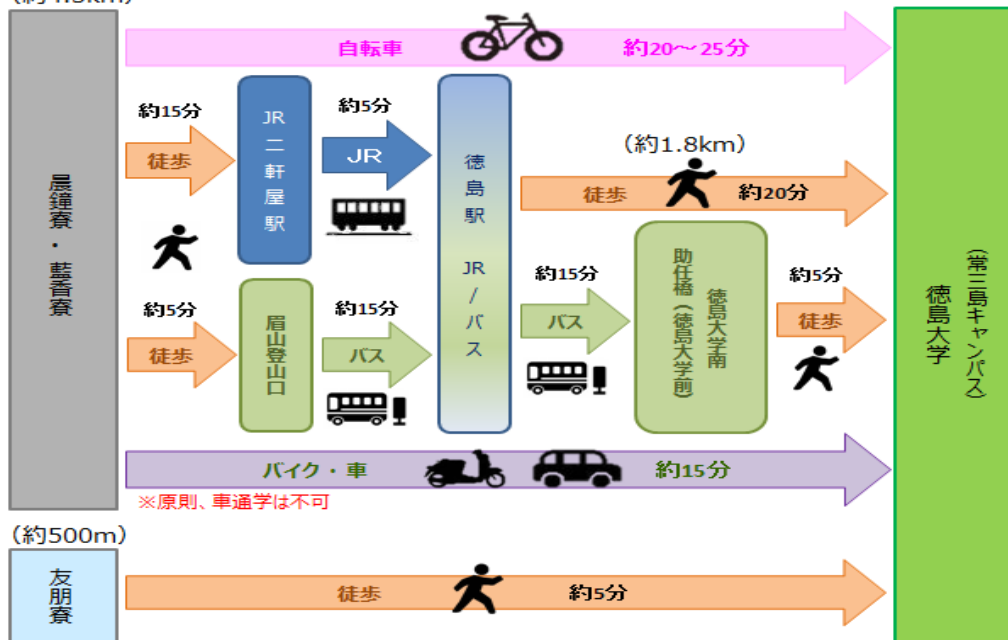 自転車 約20～25分
晨鐘寮・藍香寮
約15分
徒歩
JR二軒屋駅
約5分
JR
徳島駅 JR/バス
(約1.8km)
徒歩 約20分
約5分
徒歩
眉山登山口
約15分
バス
約15分
バス
助任橋(徳島大学前)
徳島大学南
約5分
徒歩
徳島大学
(常三島キャンパス)
バイク・車 約15分
※原則、車通学は不可
(約500m)
友朋寮
徒歩 約5分